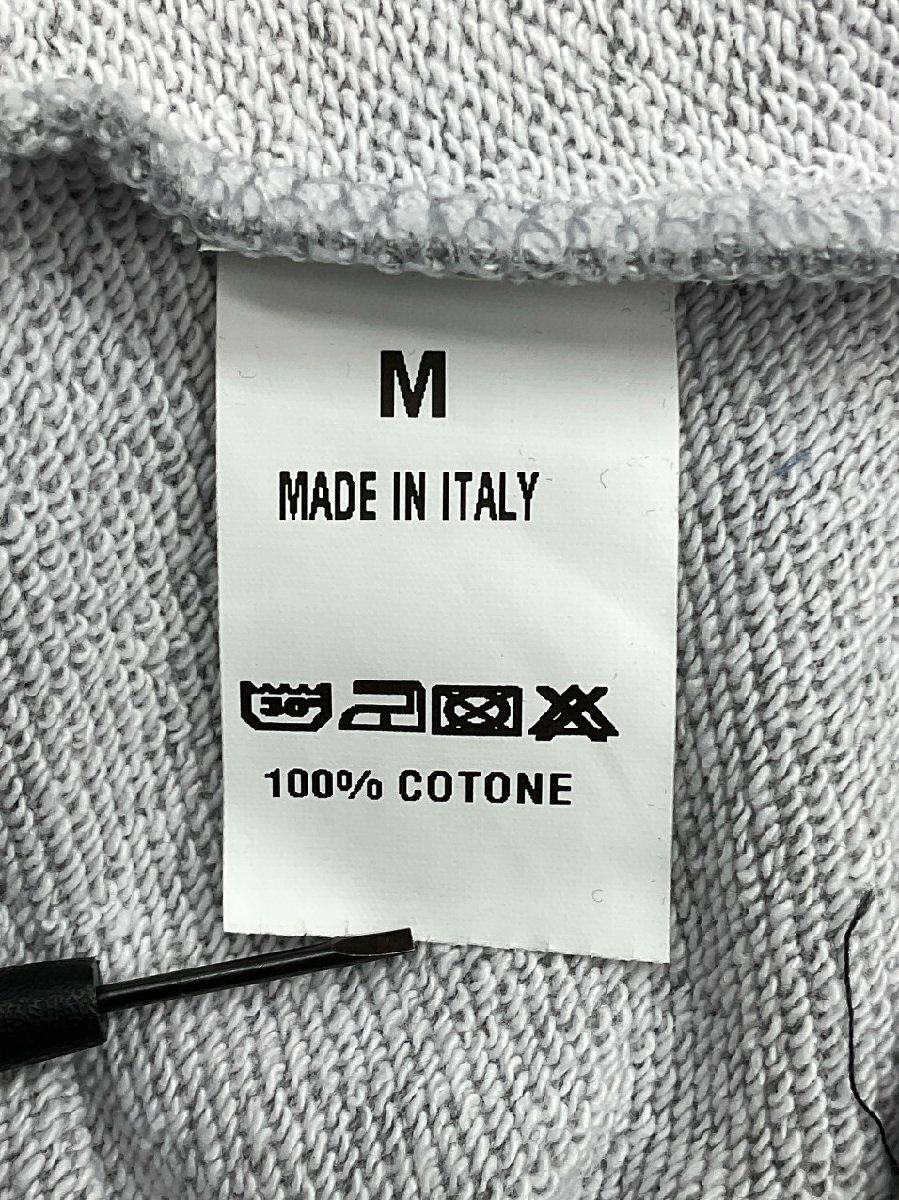 M
MADE IN ITALY
30°
100% COTONE